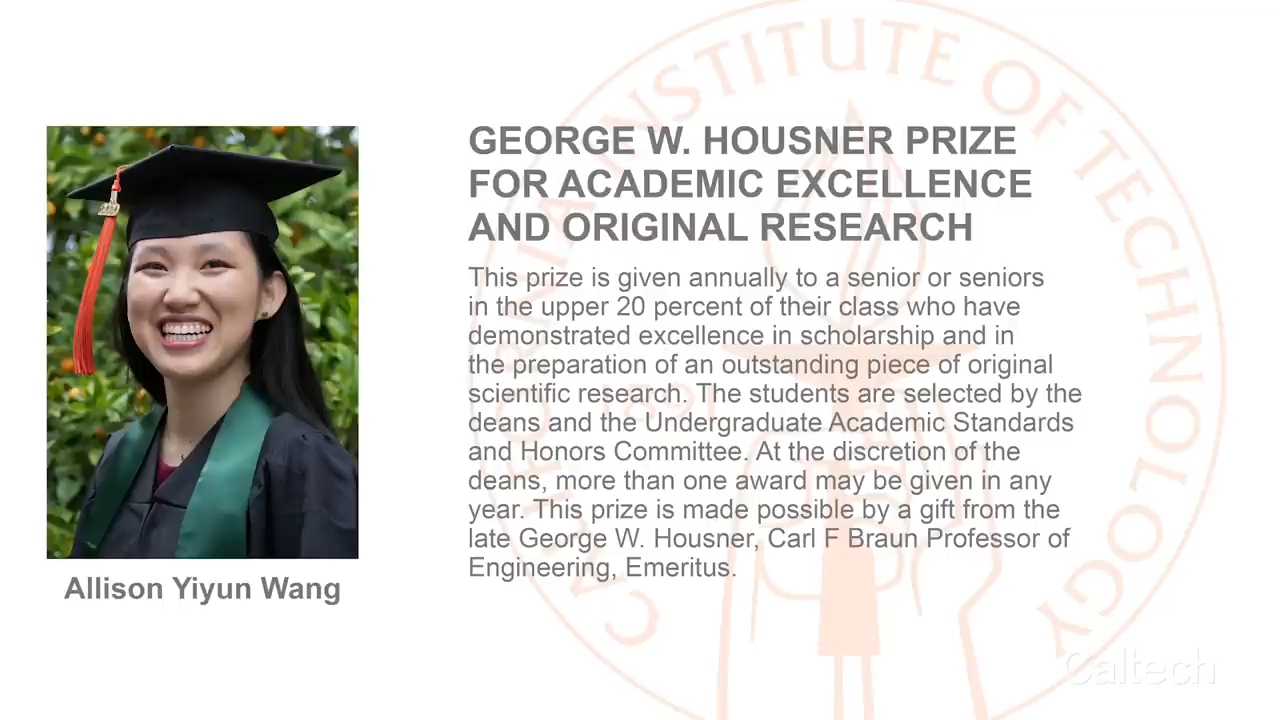 GEORGE W. HOUSNER PRIZE
FOR ACADEMIC EXCELLENCE
AND ORIGINAL RESEARCH
This prize is given annually to a senior or seniors
in the upper 20 percent of their class who have
demonstrated excellence in scholarship and in
the preparation of an outstanding piece of original
scientific research. The students are selected by the
deans and the Undergraduate Academic Standards
and Honors Committee. At the discretion of the
deans, more than one award may be given in any
year. This prize is made possible by a gift from the
late George W. Housner, Carl F Braun Professor of
Engineering, Emeritus.
Allison Yiyun Wang
INSTITUTE OF TECHNOLOGY
Caltech